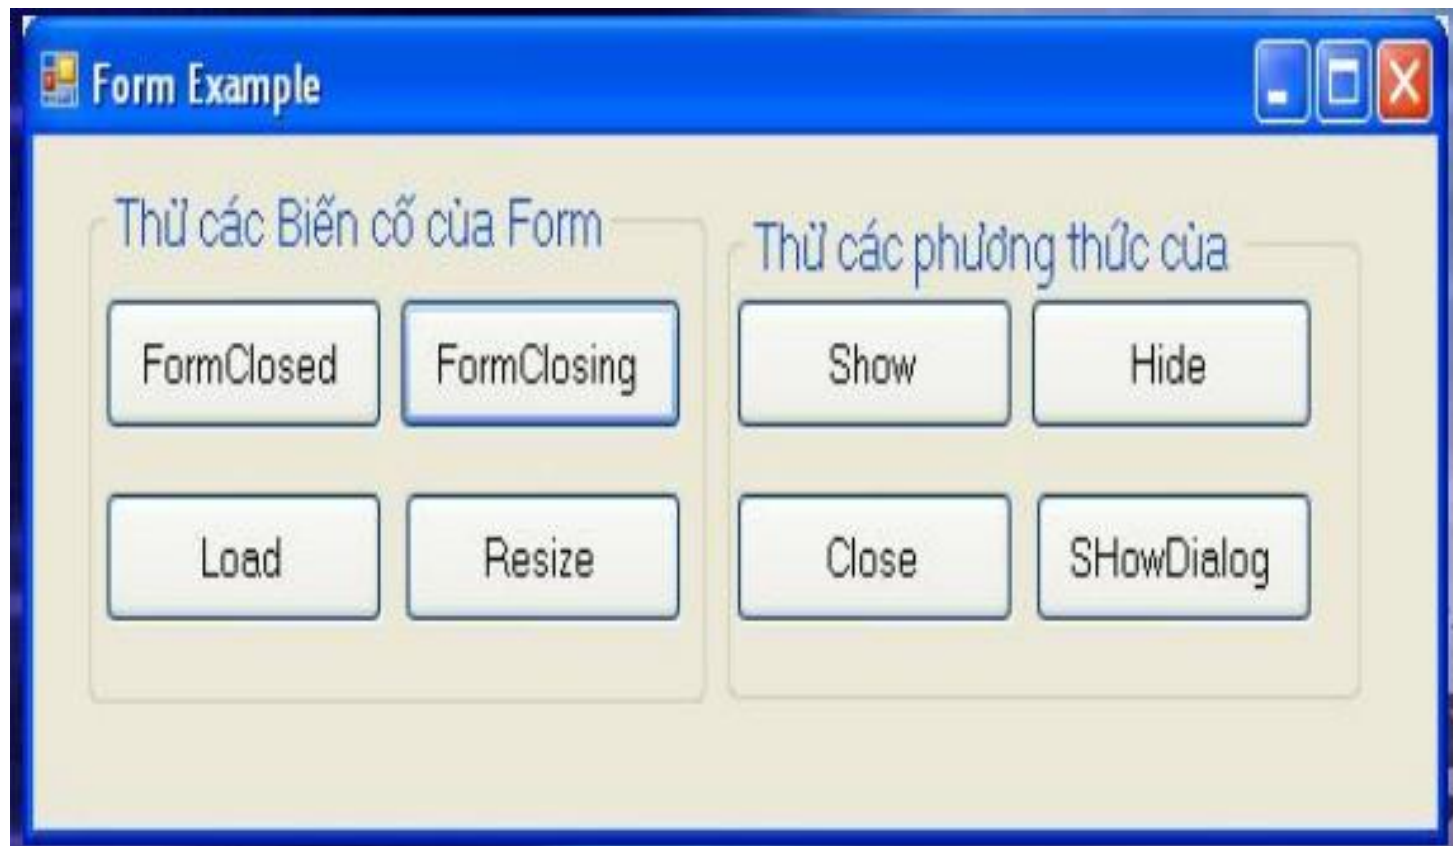 Form Example
Thử các Biến cố của Form
FormClosed FormClosing
Load Resize
Thử các phương thức của
Show Hide
Close SHowDialog